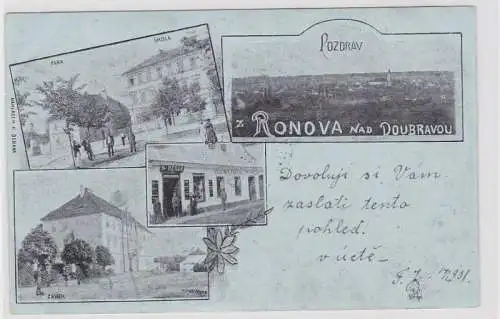 FARA
ŠKOLA
POZDRAV
Z RONOVA NAD DOUBRAVOU
ZÁMEK
Dovoluji si Vám
zaslati tento
pohled.
v úctě